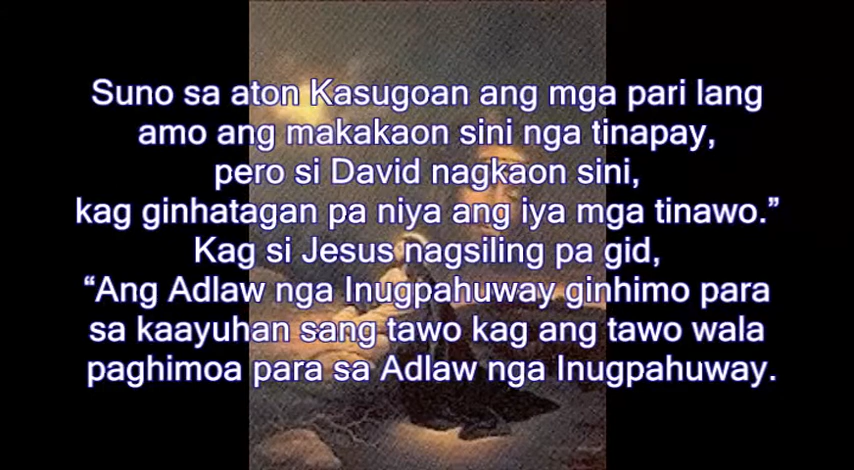 Suno sa aton Kasugoan ang mga pari lang
amo ang makakaon sini nga tinapay,
pero si David nagkaon sini,
kag ginhatagan pa niya ang iya mga tinawo.”
Kag si Jesus nagsiling pa gid,
“Ang Adlaw nga Inugpahuway ginhimo para
sa kaayuhan sang tawo kag ang tawo wala
paghimoa para sa Adlaw nga Inugpahuway.